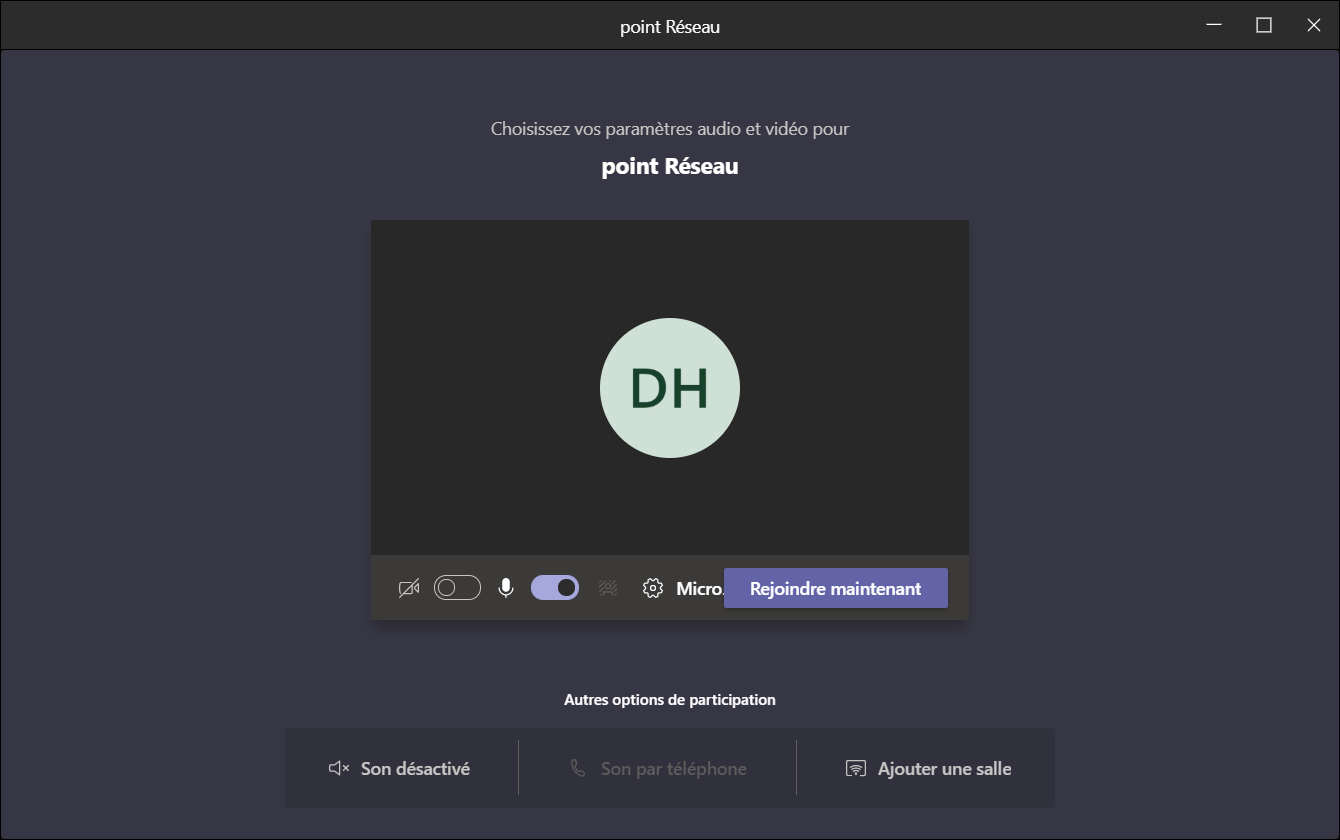 point Réseau
Choisissez vos paramètres audio et vidéo pour
point Réseau
DH
Micro. Rejoindre maintenant
Autres options de participation
Son désactivé Son par téléphone Ajouter une salle